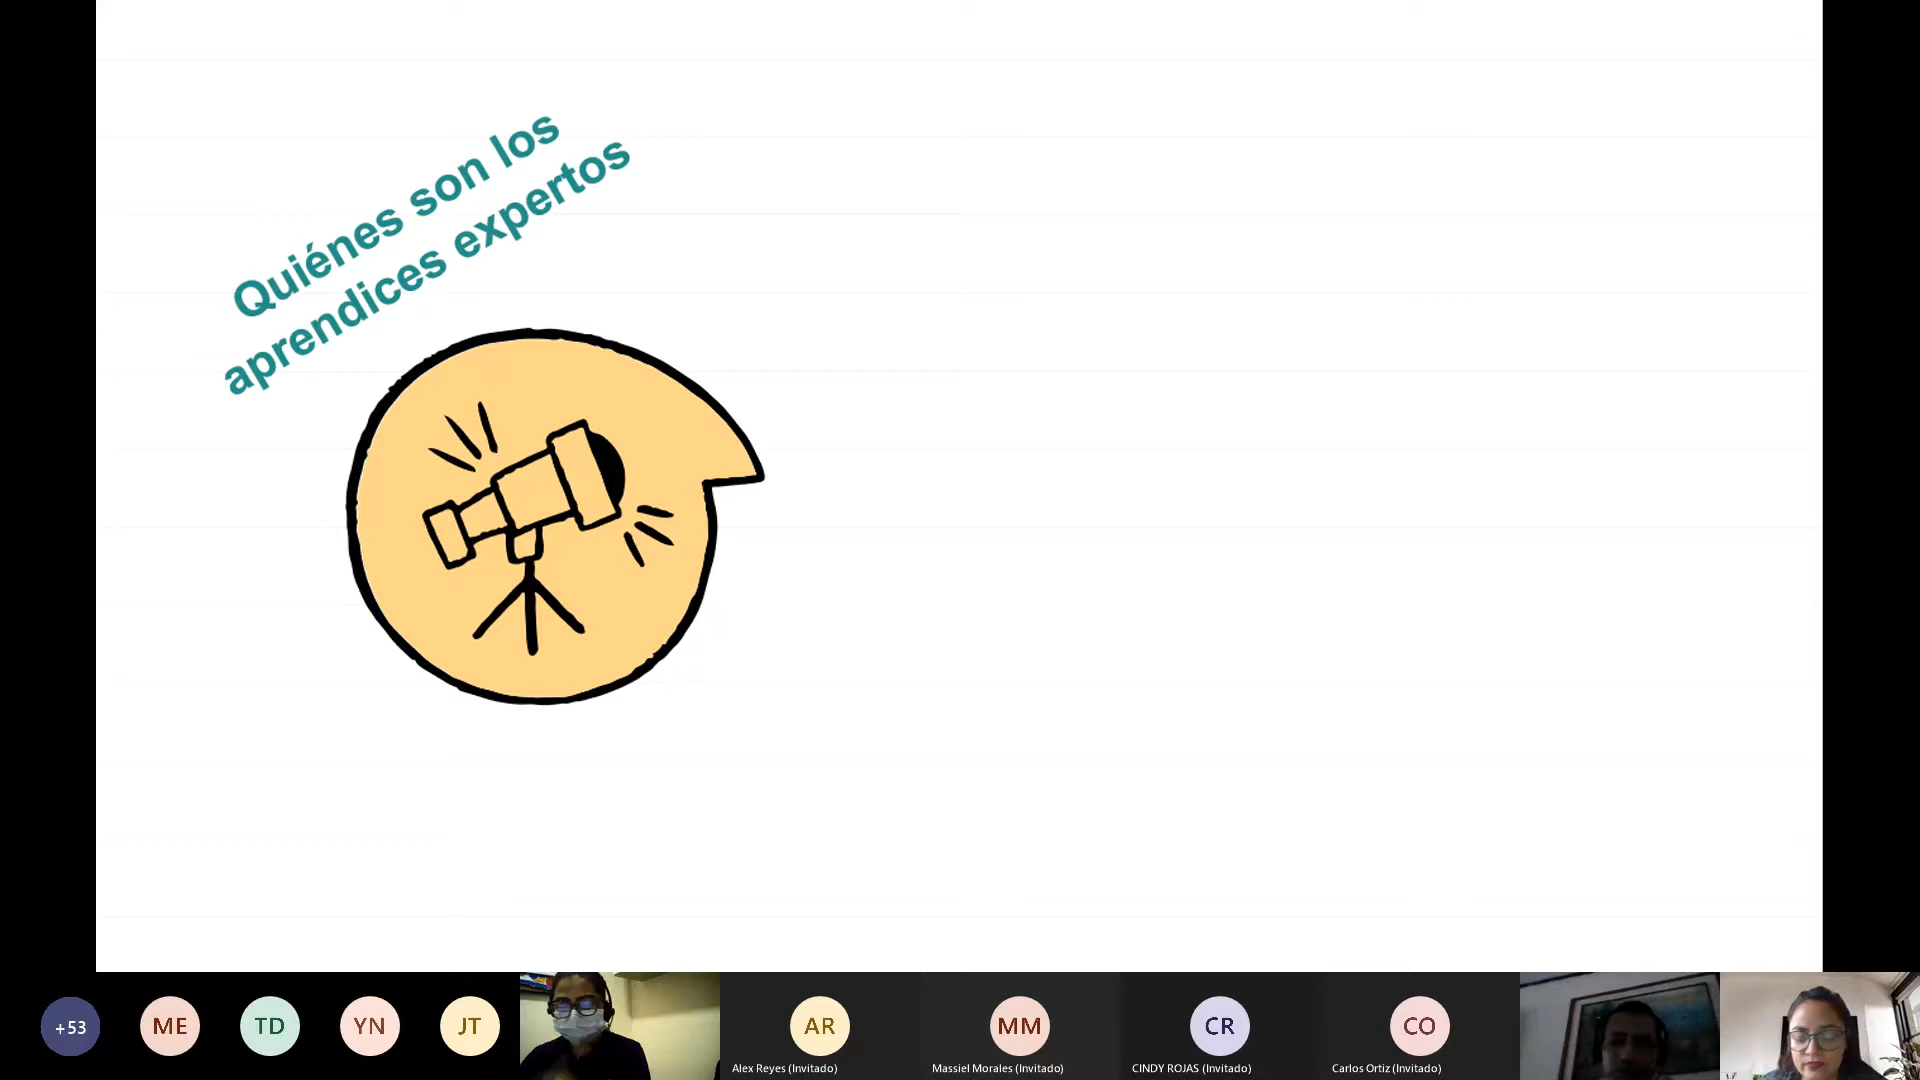 Quiénes son los
aprendices expertos
+53
ME
TD
YN
JT
AR
MM
CR
CO
Alex Reyes (Invitado)
Massiel Morales (Invitado)
CINDY ROJAS (Invitado)
Carlos Ortiz (Invitado)